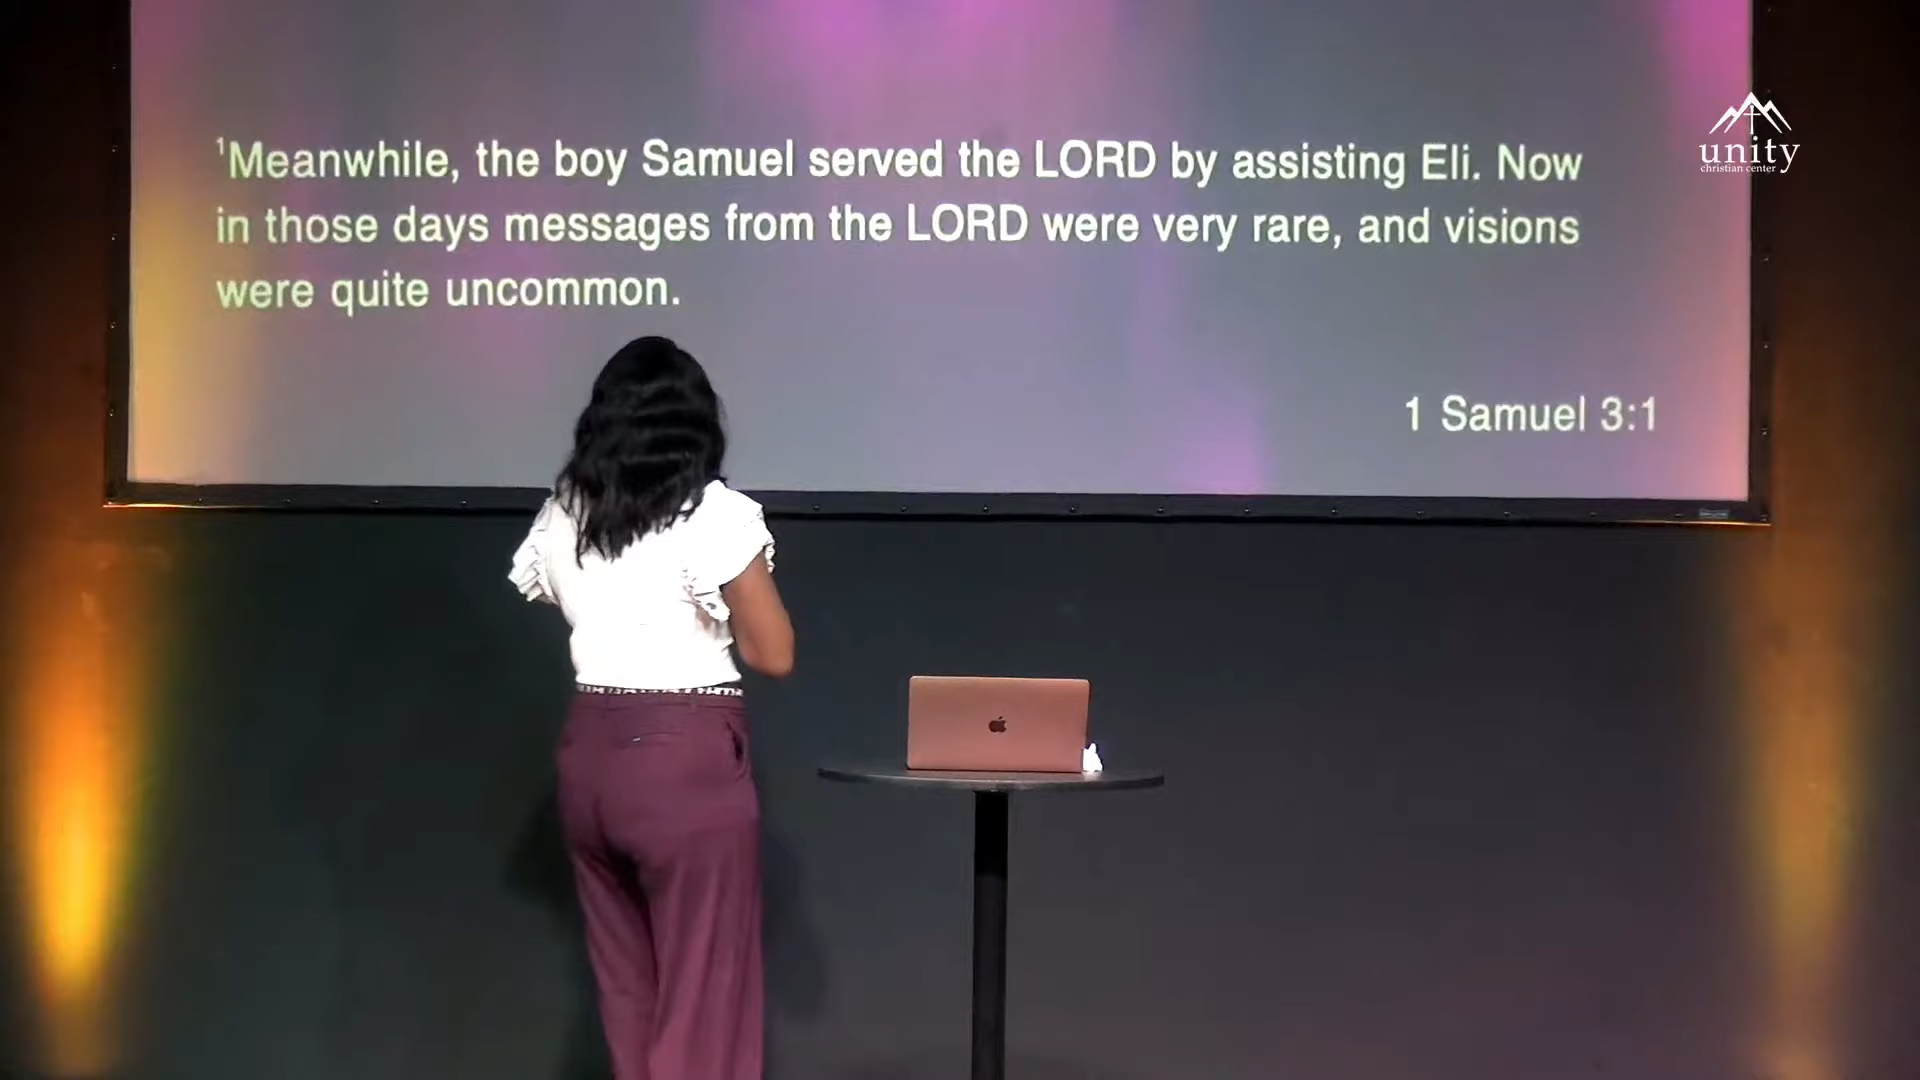 ¹Meanwhile, the boy Samuel served the LORD by assisting Eli. Now
in those days messages from the LORD were very rare, and visions
were quite uncommon.
1 Samuel 3:1
unity
christian center